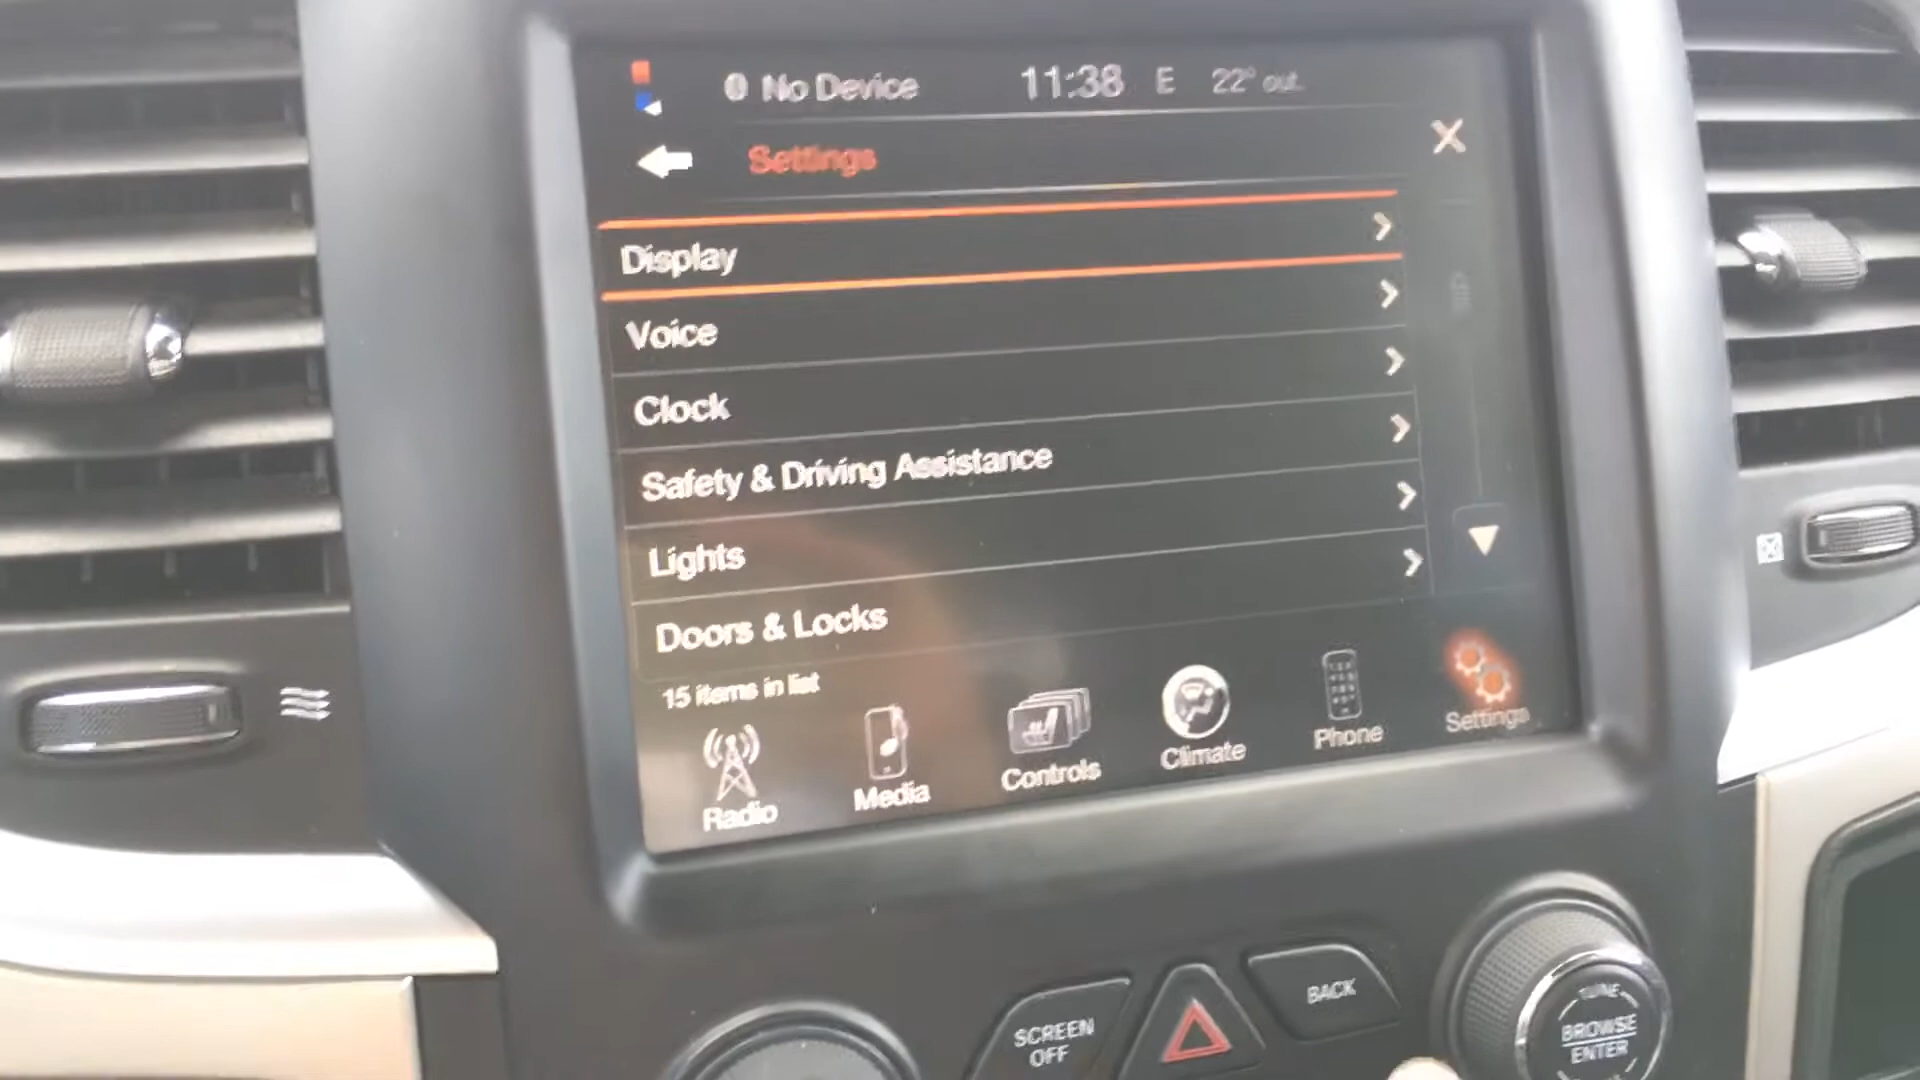 No Device 11:38 E 22° out.
Settings
Display
Voice
Clock
Safety & Driving Assistance
Lights
Doors & Locks
15 items in list
Radio Media Controls Climate Phone Settings
SCREEN OFF
BACK
TUNE
BROWSE
ENTER